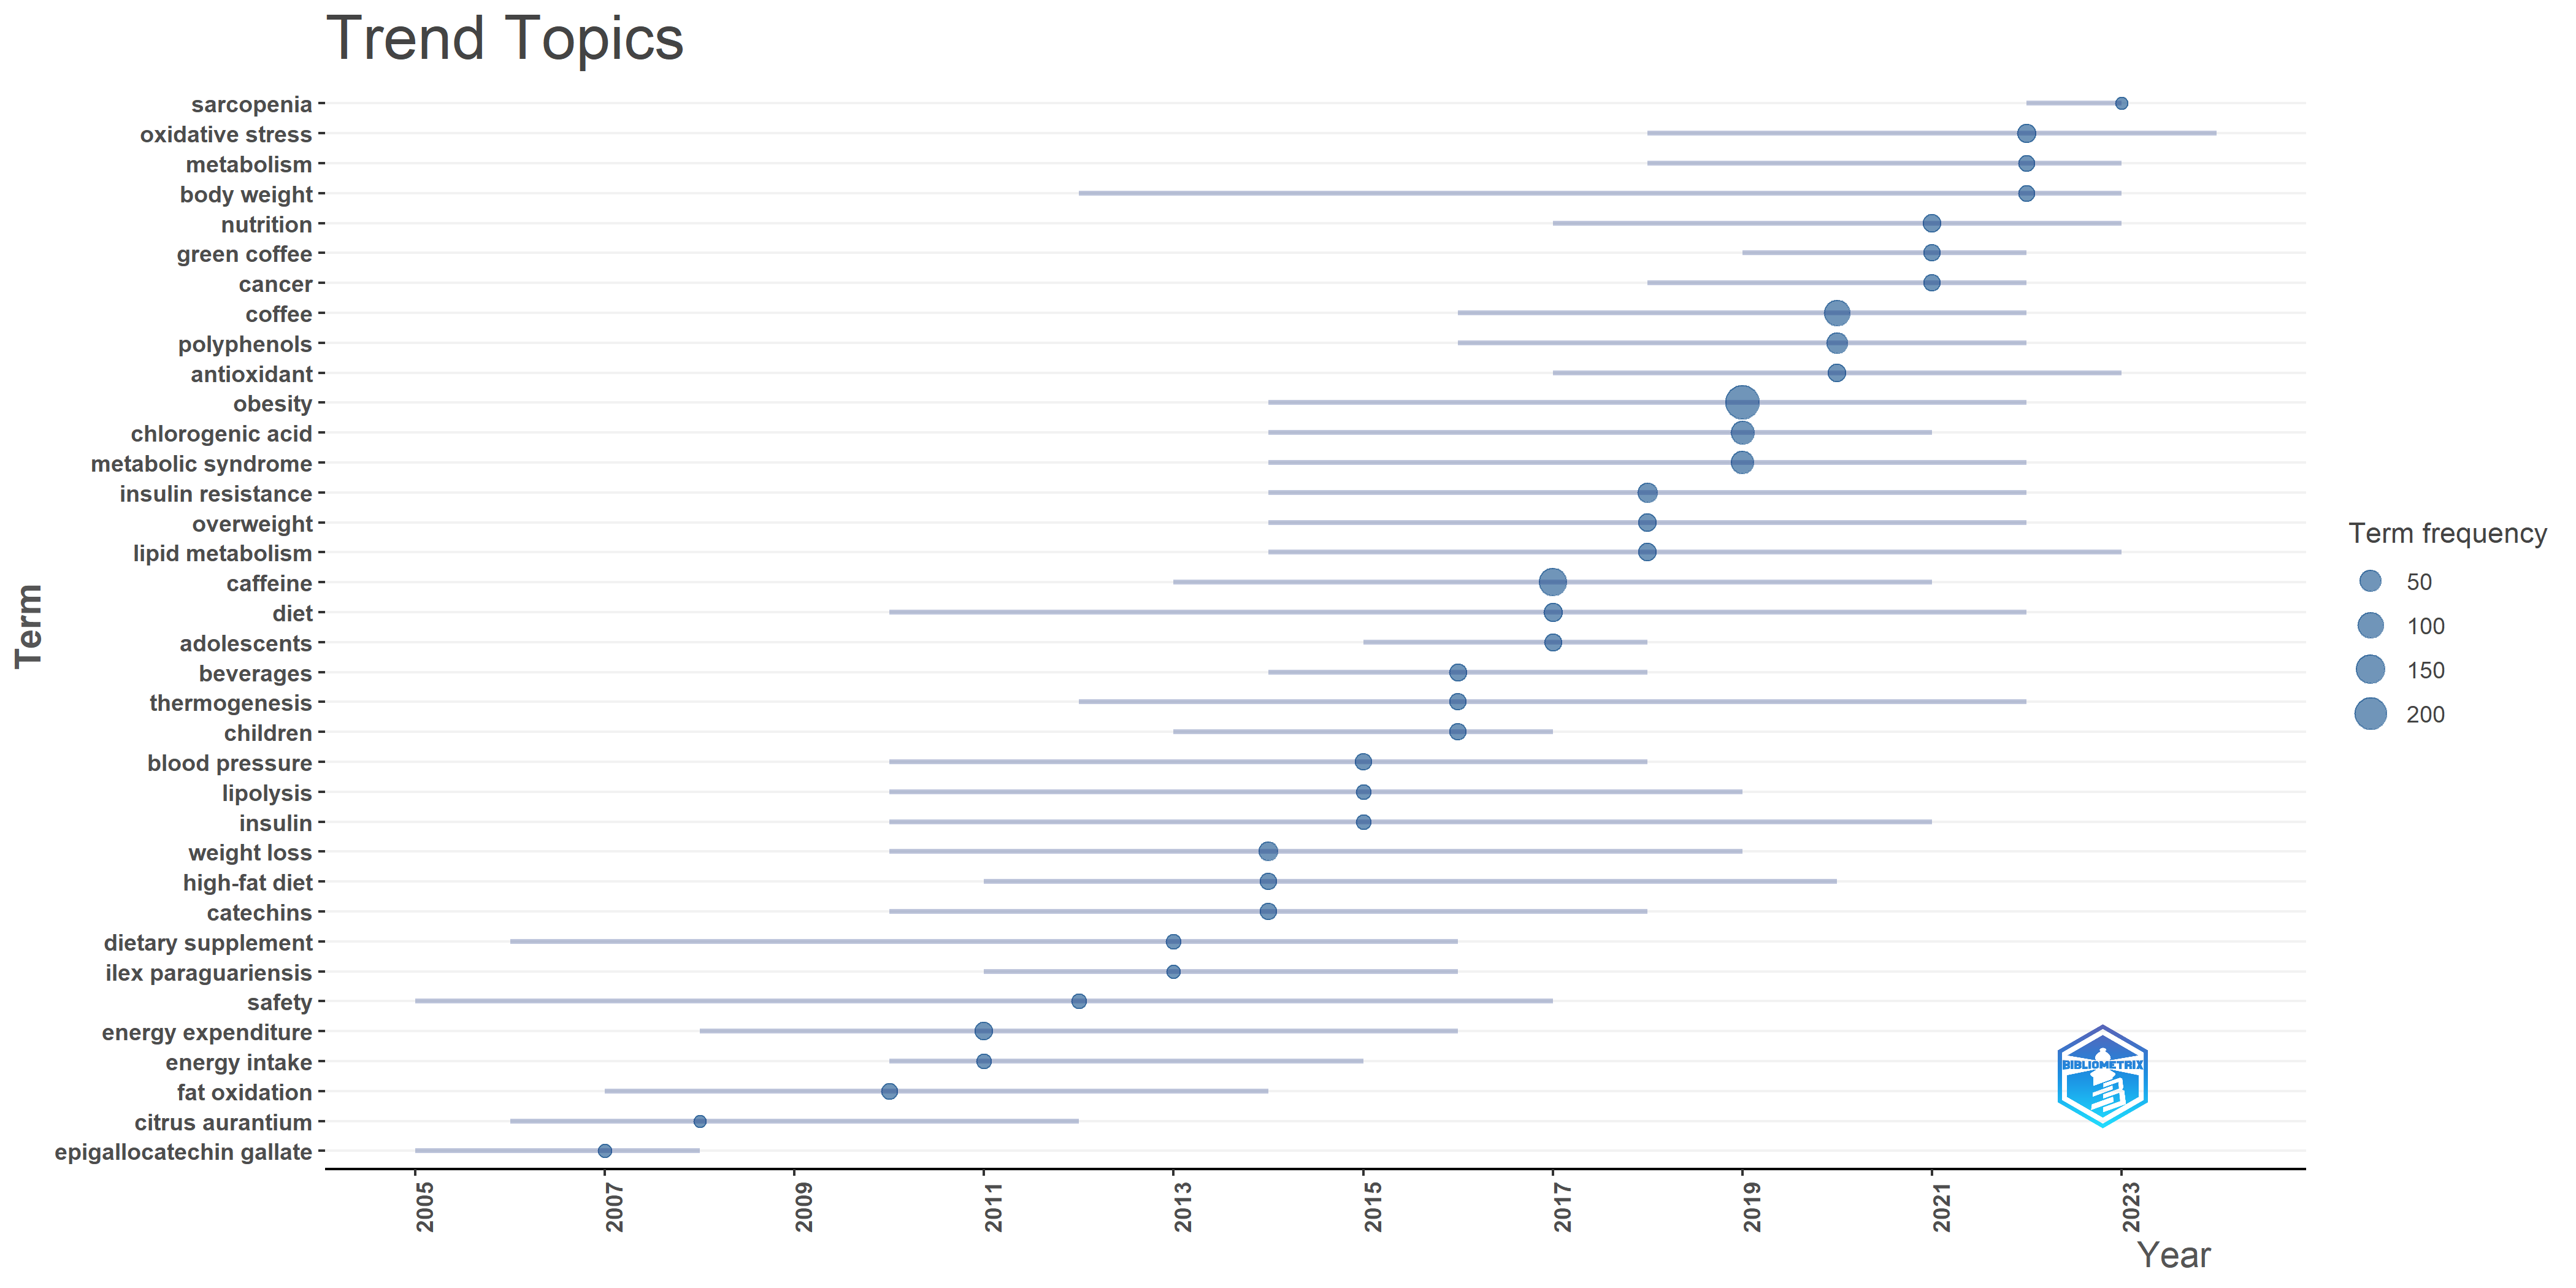 Trend Topics
sarcopenia
oxidative stress
metabolism
body weight
nutrition
green coffee
cancer
coffee
polyphenols
antioxidant
obesity
chlorogenic acid
metabolic syndrome
insulin resistance
overweight
lipid metabolism
caffeine
diet
adolescents
beverages
thermogenesis
children
blood pressure
lipolysis
insulin
weight loss
high-fat diet
catechins
dietary supplement
ilex paraguariensis
safety
energy expenditure
energy intake
fat oxidation
citrus aurantium
epigallocatechin gallate
Term
2005
2007
2009
2011
2013
2015
2017
2019
2021
2023
Year
Term frequency
50
100
150
200
BIBLIOMETRIX